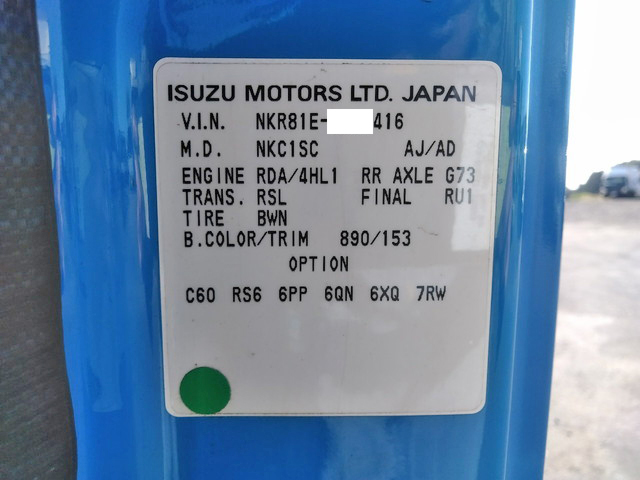 ISUZU MOTORS LTD. JAPAN
V.I.N. NKR81E- 416
M.D. NKC1SC AJ/AD
ENGINE RDA/4HL1 RR AXLE G73
TRANS. RSL FINAL RU1
TIRE BWN
B.COLOR/TRIM 890/153
OPTION
C60 RS6 6PP 6QN 6XQ 7RW